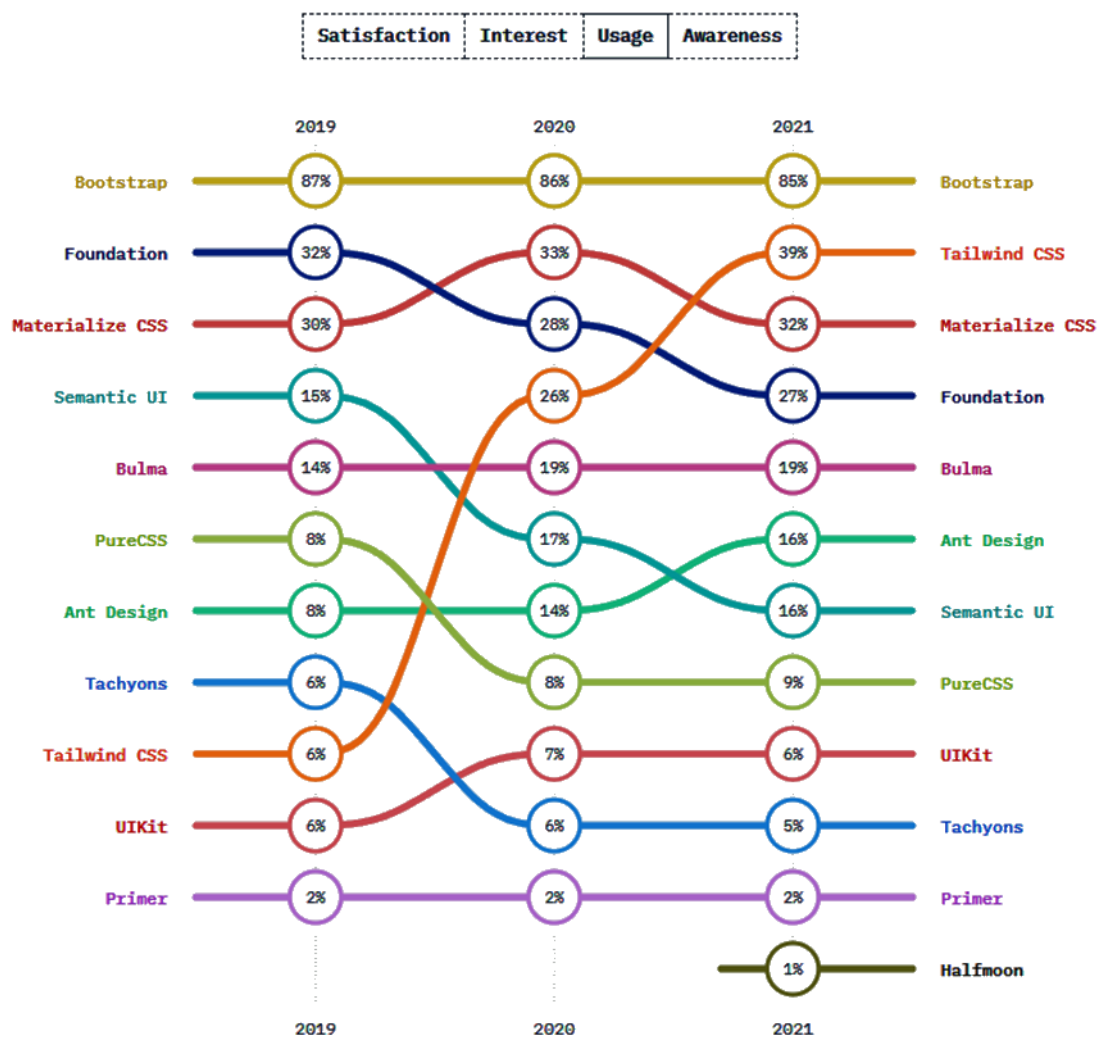 Satisfaction Interest Usage Awareness
2019 2020 2021
Bootstrap 87% 86% 85% Bootstrap
Foundation 32% 33% 39% Tailwind CSS
Materialize CSS 30% 28% 32% Materialize CSS
Semantic UI 15% 26% 27% Foundation
Bulma 14% 19% 19% Bulma
PureCSS 8% 17% 16% Ant Design
Ant Design 8% 14% 16% Semantic UI
Tachyons 6% 8% 9% PureCSS
Tailwind CSS 6% 7% 6% UIKit
UIKit 6% 6% 5% Tachyons
Primer 2% 2% 2% Primer
1% Halfmoon
2019 2020 2021